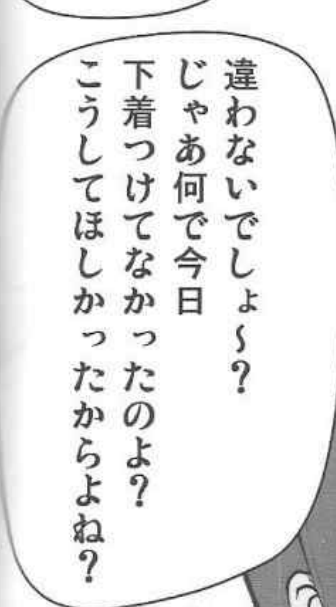 違わないでしょ～？
じゃあ何で今日
下着つけてなかったのよ？
こうしてほしかったからよね？